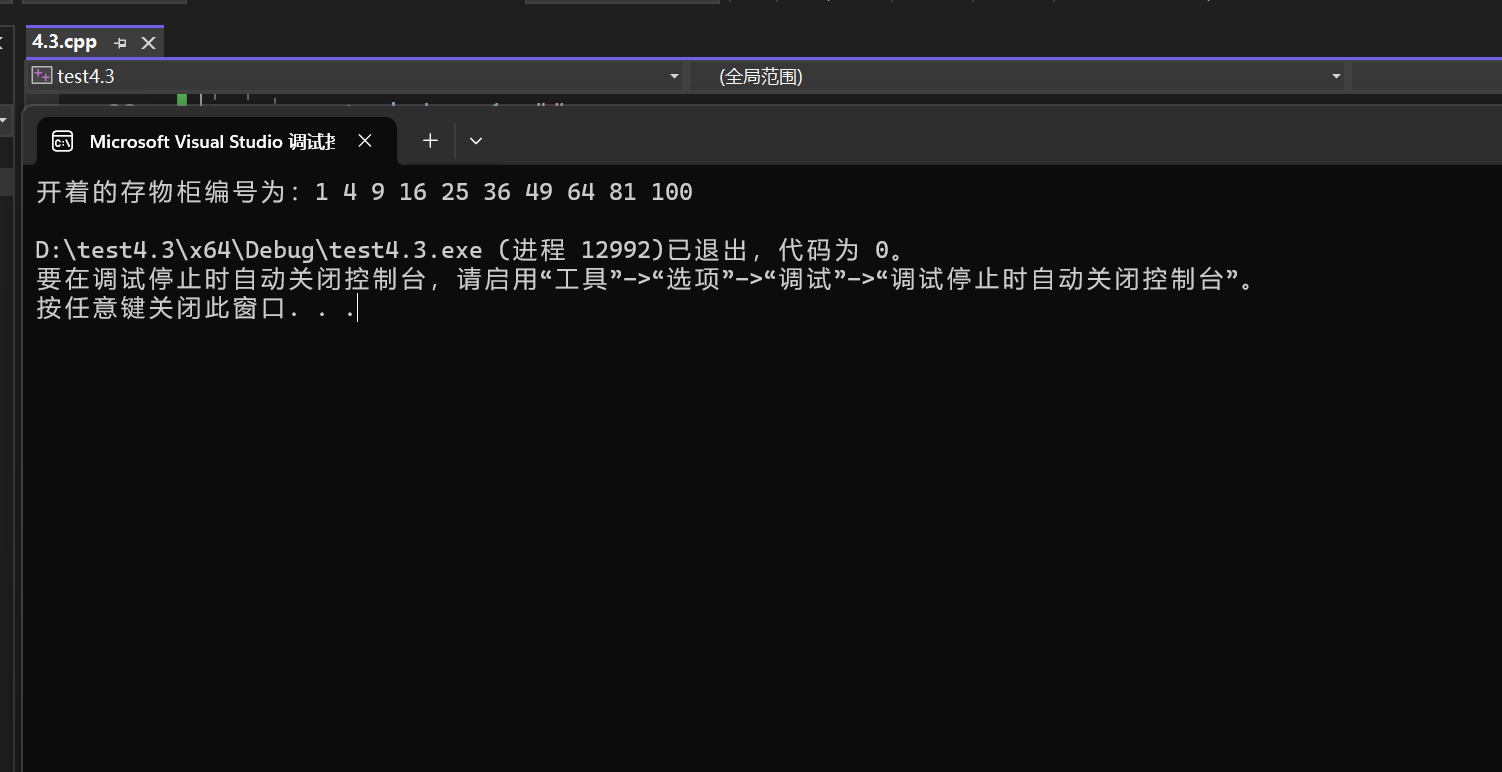 4.3.cpp
test4.3
(全局范围)
Microsoft Visual Studio 调试
开着的存物柜编号为: 1 4 9 16 25 36 49 64 81 100
D:\test4.3\x64\Debug\test4.3.exe (进程 12992)已退出，代码为 0。
要在调试停止时自动关闭控制台，请启用“工具”->“选项”->“调试”->“调试停止时自动关闭控制台”。
按任意键关闭此窗口. . .